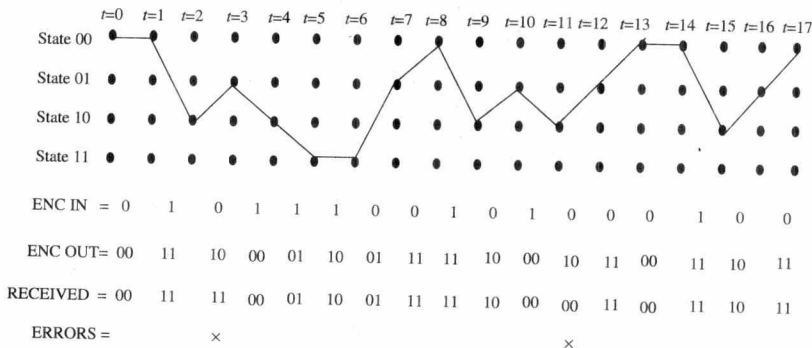 t=0 t=1 t=2 t=3 t=4 t=5 t=6 t=7 t=8 t=9 t=10 t=11 t=12 t=13 t=14 t=15 t=16 t=17
State 00
State 01
State 10
State 11
ENC IN = 0 1 0 1 1 1 0 0 1 0 1 0 0 0 1 0 0
ENC OUT= 00 11 10 00 01 10 01 11 11 10 00 10 11 00 11 10 11
RECEIVED = 00 11 11 00 01 10 01 11 11 10 00 00 11 00 11 10 11
ERRORS = × ×